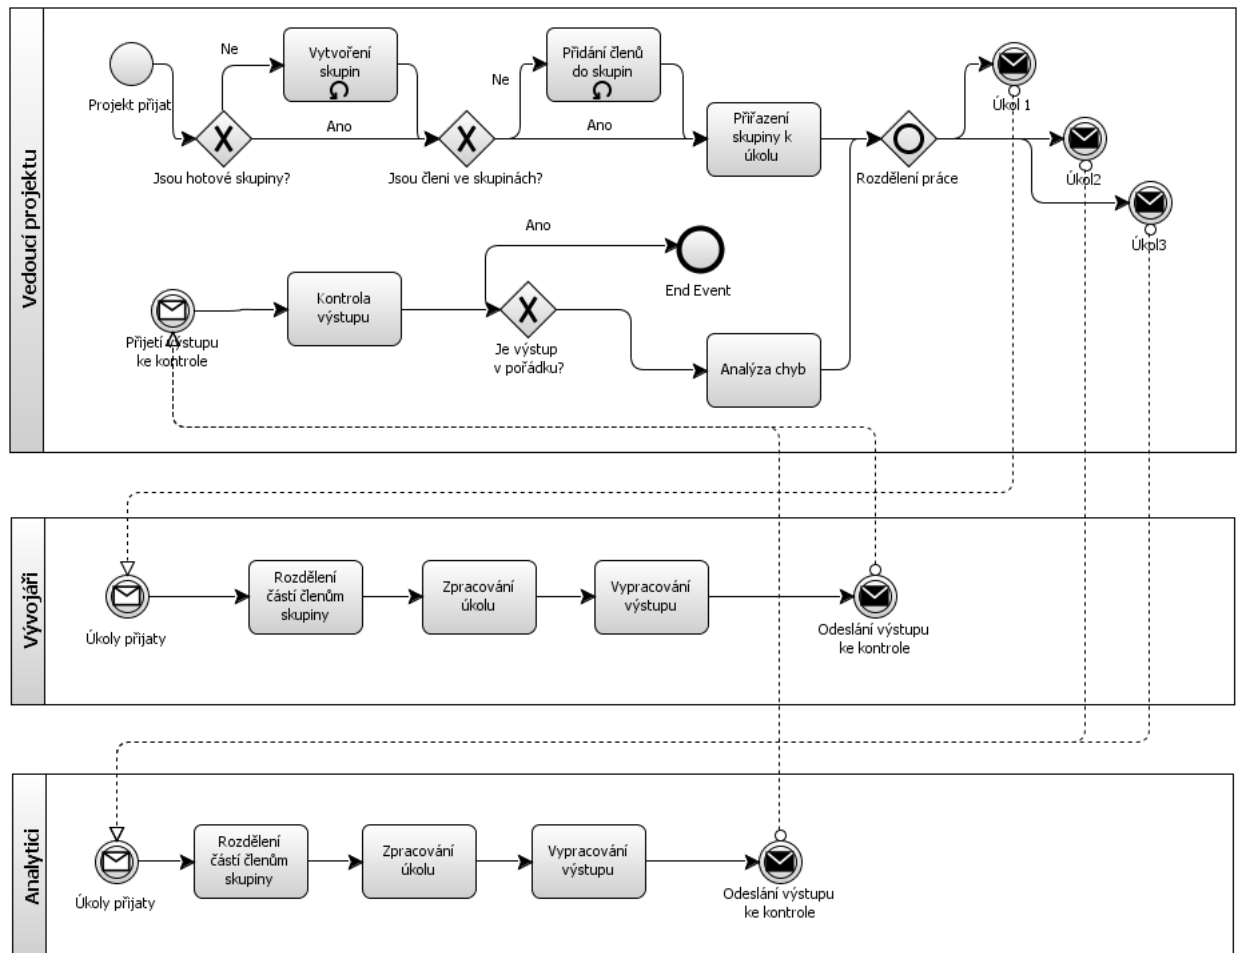 Vedoucí projektu
Projekt přijat
Ne
Vytvoření
skupin
Ano
Jsou hotové skupiny?
Ne
Přidání členů
do skupin
Ano
Jsou členi ve skupinách?
Přiřazení
skupiny k
úkolu
Rozdělení práce
Úkol 1
Úkol2
Úkol3
Přijetí výstupu
ke kontrole
Kontrola
výstupu
Ano
End Event
Je výstup
v pořádku?
Analýza chyb
Vývojáři
Úkoly přijaty
Rozdělení
částí členům
skupiny
Zpracování
úkolu
Vypracování
výstupu
Odeslání výstupu
ke kontrole
Analytici
Úkoly přijaty
Rozdělení
částí členům
skupiny
Zpracování
úkolu
Vypracování
výstupu
Odeslání výstupu
ke kontrole